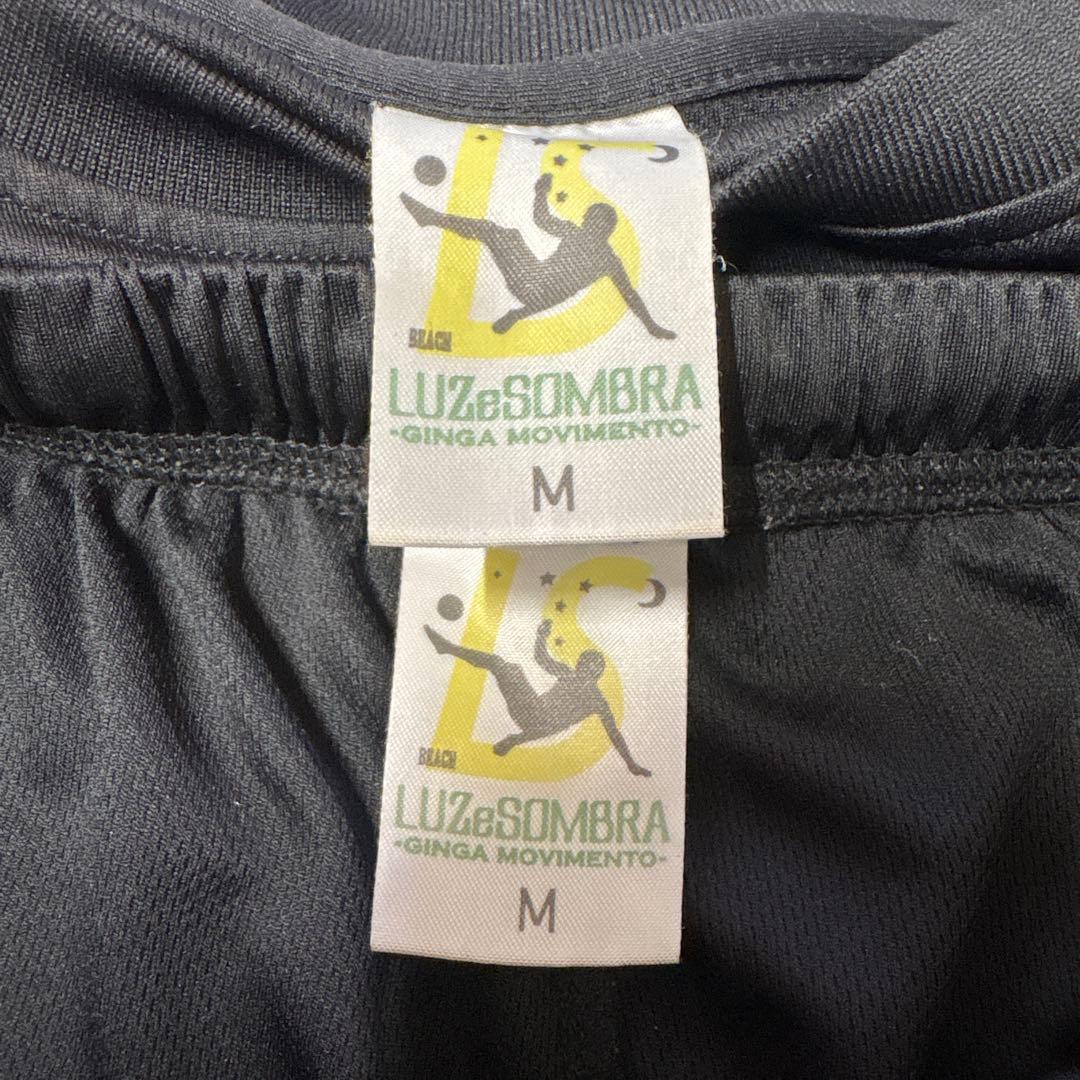 BEACH
LUZeSOMBRA
-GINGA MOVIMENTO-
M
BEACH
LUZeSOMBRA
-GINGA MOVIMENTO-
M